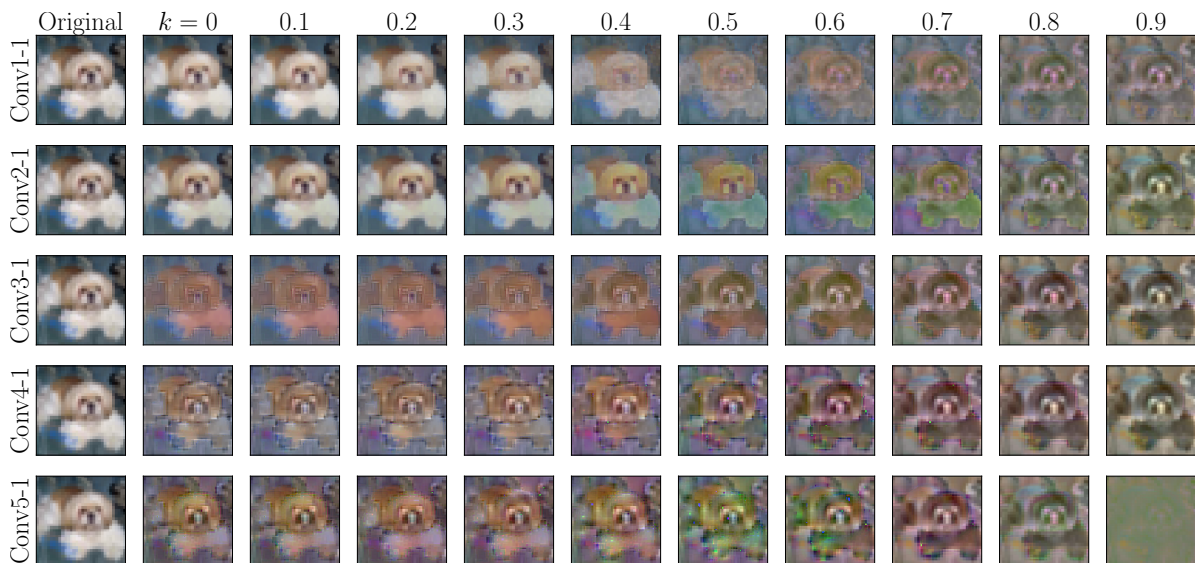 Original k = 0 0.1 0.2 0.3 0.4 0.5 0.6 0.7 0.8 0.9
Conv1-1
Conv2-1
Conv3-1
Conv4-1
Conv5-1